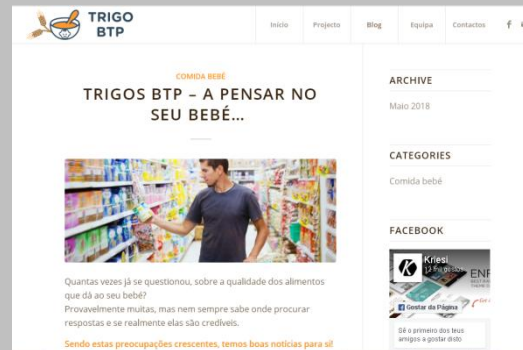 TRIGO
BTP
Início
Projecto
Blog
Equipa
Contactos
COMIDA BEBÉ
TRIGOS BTP – A PENSAR NO
SEU BEBÉ…
Quantas vezes já se questionou, sobre a qualidade dos alimentos
que dá ao seu bebé?
Provavelmente muitas, mas nem sempre sabe onde procurar
respostas e se realmente elas são credíveis.
Sendo estas preocupações crescentes, temos boas notícias para si!
ARCHIVE
Maio 2018
CATEGORIES
Comida bebé
FACEBOOK
Kriesi
Gostar da Página
Sê o primeiro dos teus
amigos a gostar disto